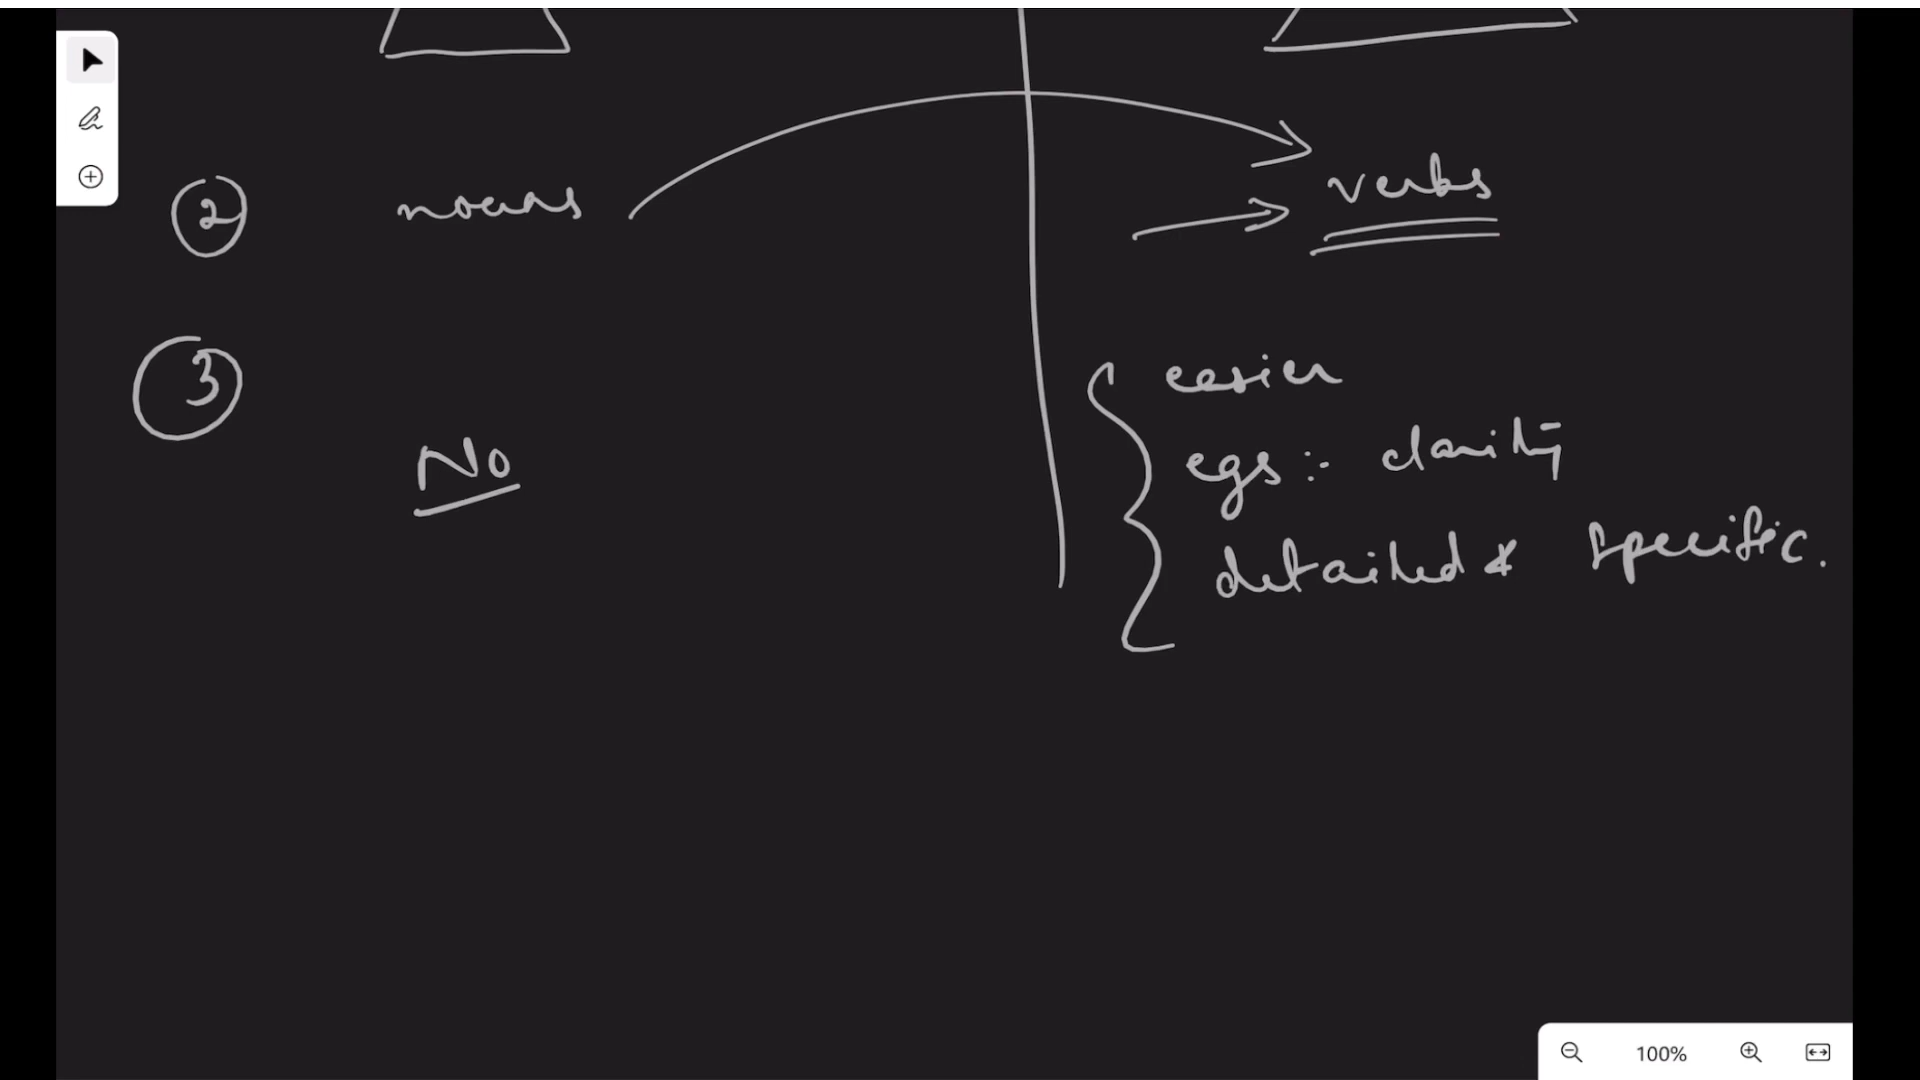 2 nouns verbs
3
easier
No egs :- clarity
detailed & specific.
100%